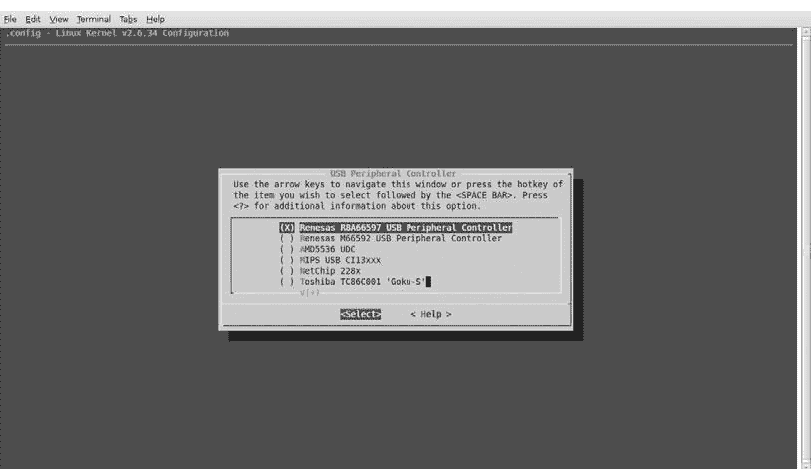 File Edit View Terminal Tabs Help
.config - Linux Kernel v2.6.34 Configuration
USB Peripheral Controller
Use the arrow keys to navigate this window or press the hotkey of
the item you wish to select followed by the <SPACE BAR>. Press
<?> for additional information about this option.
(X) Renesas R8A66597 USB Peripheral Controller
( ) Renesas M66592 USB Peripheral Controller
( ) AMD5536 UDC
( ) MIPS USB CI13xxx
( ) NetChip 228x
( ) Toshiba TC86C001 'Goku-S'
v(+)
<Select> < Help >